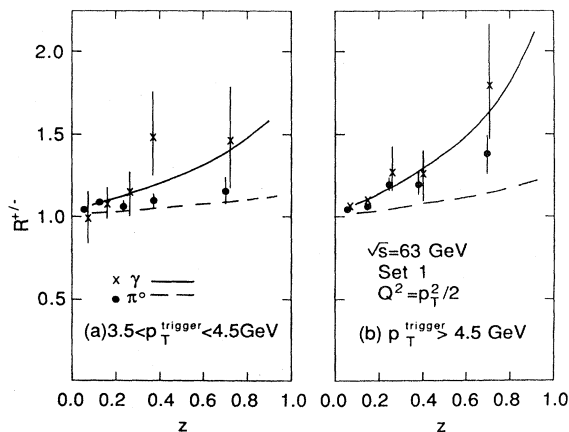 2.0
1.5
1.0
0.5
R+/-
x γ
● π°
(a) 3.5<p_T^trigger<4.5GeV
0.0 0.2 0.4 0.6 0.8 1.0
z
√s=63 GeV
Set 1
Q²=p_T²/2
(b) p_T^trigger> 4.5 GeV
0.0 0.2 0.4 0.6 0.8 1.0
z